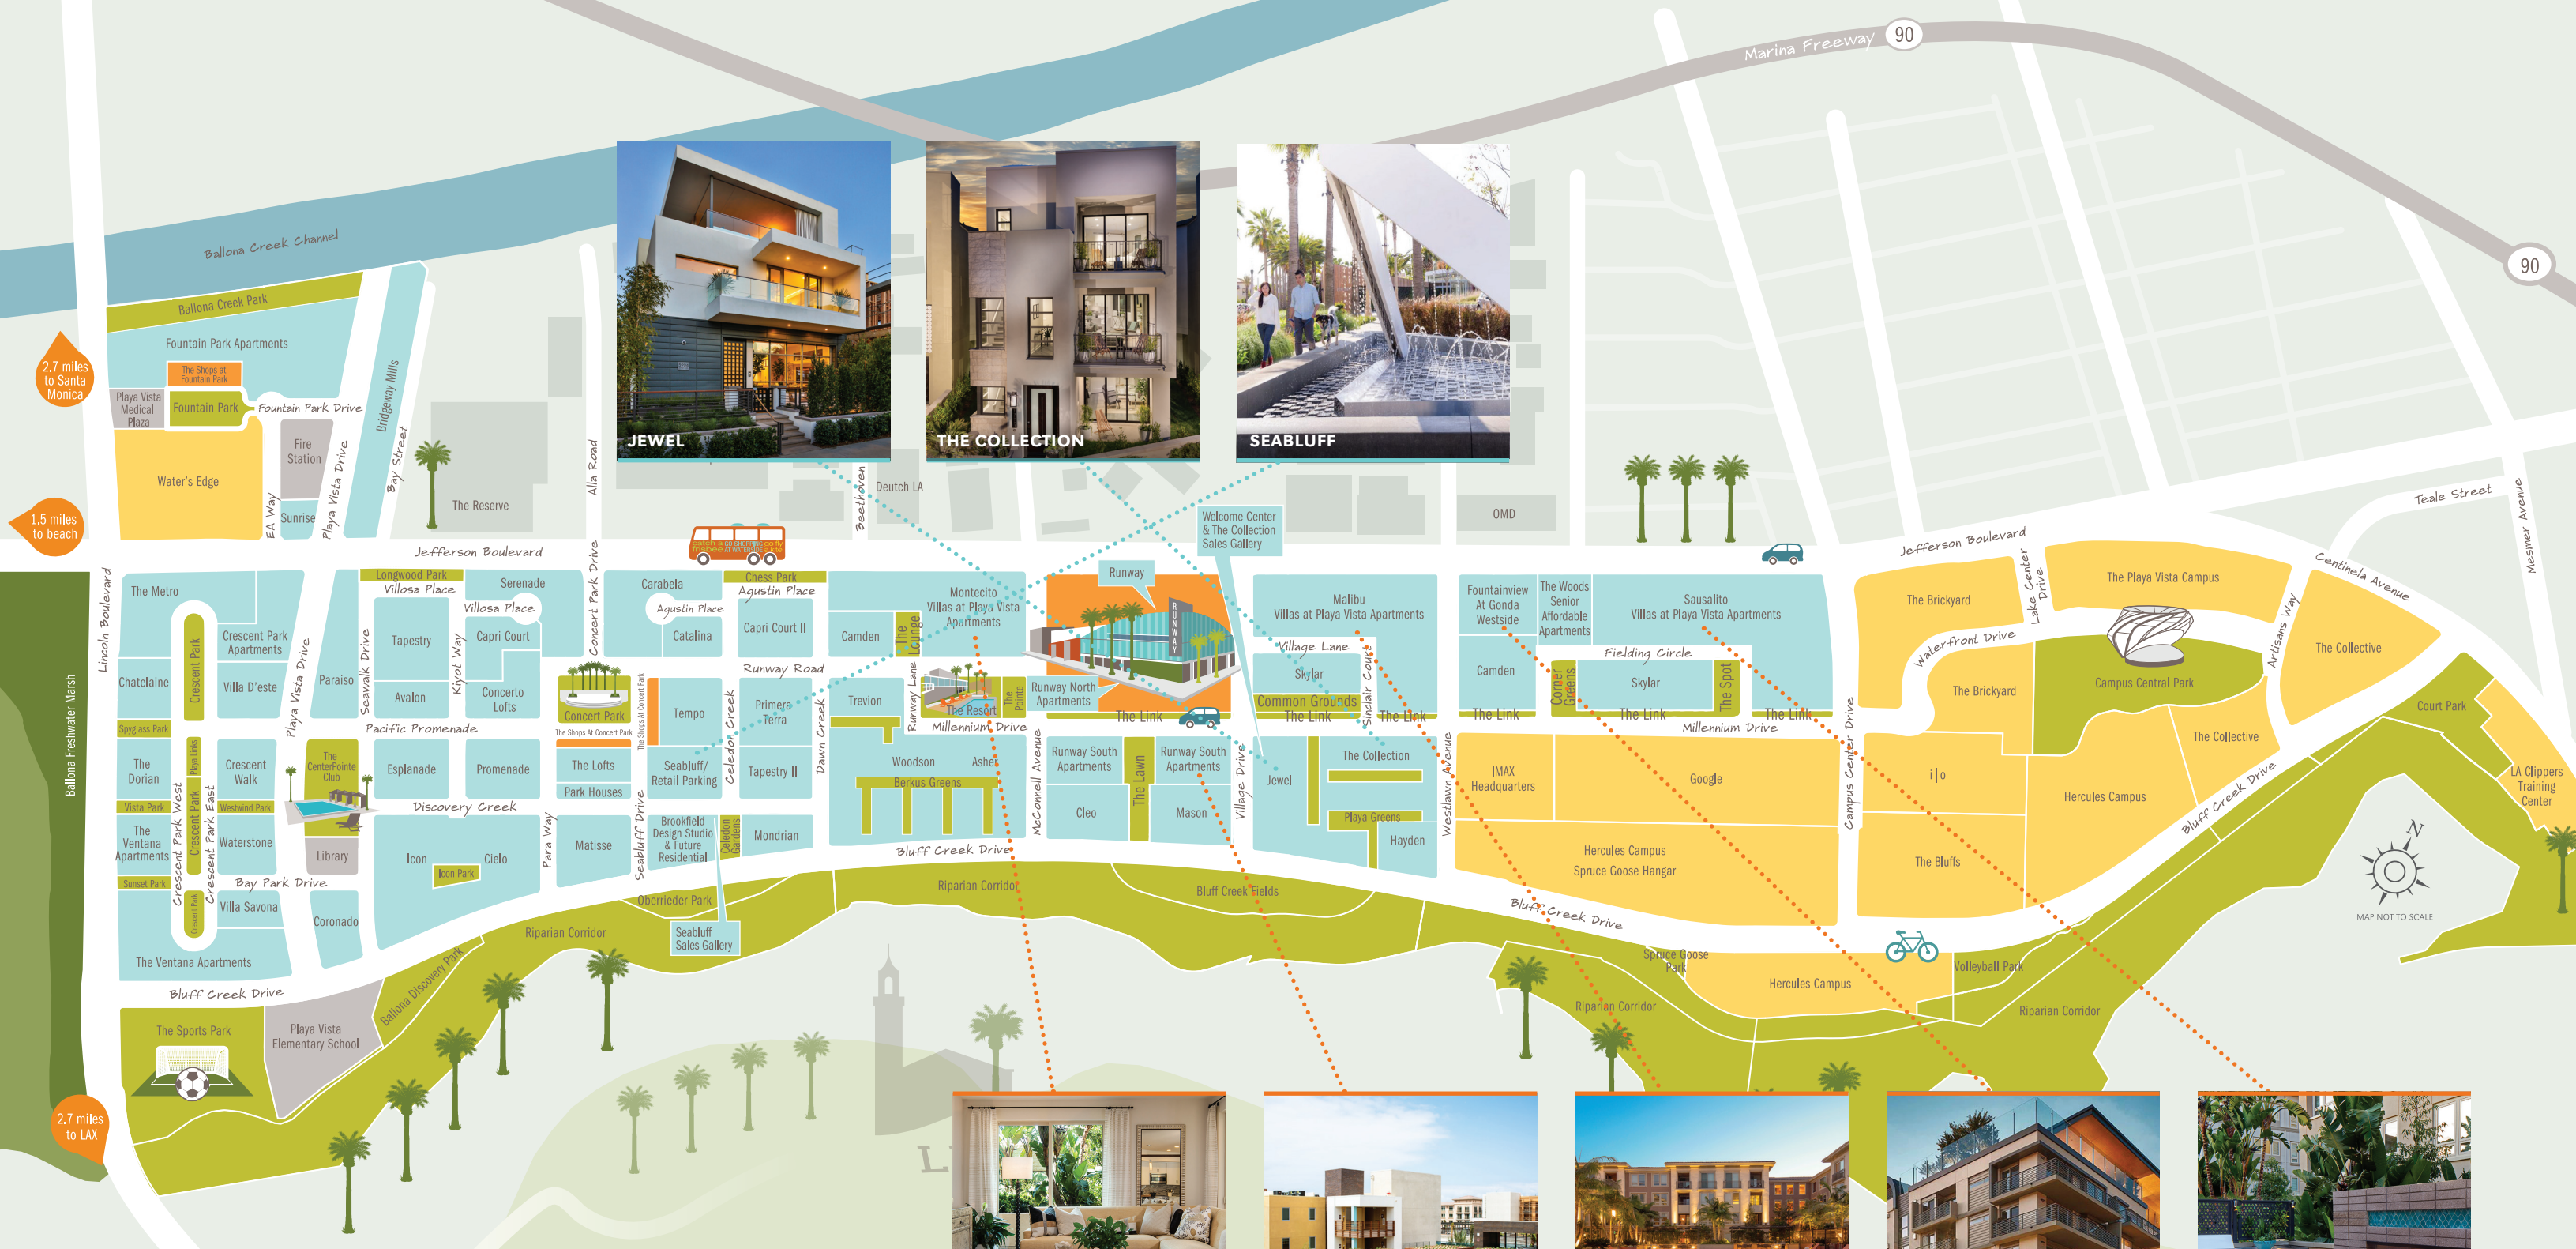 Marina Freeway
90
90
Ballona Creek Channel
Ballona Creek Park
Fountain Park Apartments
The Shops at
Fountain Park
Playa Vista
Medical
Plaza
Fountain Park
Fountain Park Drive
Water's Edge
Fire
Station
Sunrise
EA Way
Playa Vista Drive
Bridgeway Mills
Bay Street
The Reserve
Alla Road
Beethoven
Deutch LA
OMD
2.7 miles
to Santa
Monica
1.5 miles
to beach
2.7 miles
to LAX
JEWEL
THE COLLECTION
SEABLUFF
Welcome Center
& The Collection
Sales Gallery
Jefferson Boulevard
Jefferson Boulevard
Teale Street
Mesmer Avenue
Centinela Avenue
Lincoln Boulevard
Ballona Freshwater Marsh
The Metro
Crescent Park
Crescent Park
Apartments
Chatelaine
Villa D'este
Spyglass Park
The
Dorian
Playa Links
Crescent
Walk
Vista Park
Westwind Park
The
Ventana
Apartments
Crescent Park
Waterstone
Sunset Park
Crescent Park West
Crescent Park East
Bay Park Drive
Crescent Park
Villa Savona
The Ventana Apartments
Coronado
Library
The
CenterPointe
Club
Playa Vista Drive
Paraiso
Seawalk Drive
Longwood Park
Villosa Place
Serenade
Villosa Place
Tapestry
Kiyot Way
Capri Court
Avalon
Concerto
Lofts
Pacific Promenade
Esplanade
Promenade
Discovery Creek
Icon
Cielo
Icon Park
Para Way
Matisse
Concert Park Drive
Concert Park
The Shops At Concert Park
The Shops At Concert Park
The Lofts
Park Houses
Carabela
Chess Park
Agustin Place
Agustin Place
Catalina
Capri Court II
Runway Road
Tempo
Celedon Creek
Primera
Terra
Seabluff/
Retail Parking
Tapestry II
Dawn Creek
Seabluff Drive
Brookfield
Design Studio
& Future
Residential
Celedon
Gardens
Mondrian
Oberrieder Park
Seabluff
Sales Gallery
Camden
The
Lounge
Montecito
Villas at Playa Vista
Apartments
Trevion
Runway Lane
The Resort
The
Pointe
Millennium Drive
Woodson
Asher
Berkus Greens
Bluff Creek Drive
McConnell Avenue
Runway
RUNWAY
Runway North
Apartments
The Link
Runway South
Apartments
The Lawn
Runway South
Apartments
Cleo
Mason
Village Drive
Malibu
Villas at Playa Vista Apartments
Village Lane
Skylar
Sinclair Court
Common Grounds
The Link
The Link
Jewel
The Collection
Playa Greens
Hayden
Westlawn Avenue
Fountainview
At Gonda
Westside
The Woods
Senior
Affordable
Apartments
Sausalito
Villas at Playa Vista Apartments
Fielding Circle
Camden
Corner
Greens
Skylar
The Spot
The Link
The Link
The Link
Millennium Drive
IMAX
Headquarters
Google
Hercules Campus
Spruce Goose Hangar
Campus Center Drive
The Brickyard
Lake Center
Drive
The Playa Vista Campus
Waterfront Drive
The Brickyard
Campus Central Park
Artisans Way
The Collective
The Collective
i|o
Hercules Campus
The Bluffs
Bluff Creek Drive
Court Park
LA Clippers
Training
Center
N
MAP NOT TO SCALE
Bluff Creek Drive
The Sports Park
Playa Vista
Elementary School
Ballona Discovery Park
Riparian Corridor
Riparian Corridor
Bluff Creek Fields
Bluff Creek Drive
Spruce Goose
Park
Hercules Campus
Volleyball Park
Riparian Corridor
Riparian Corridor